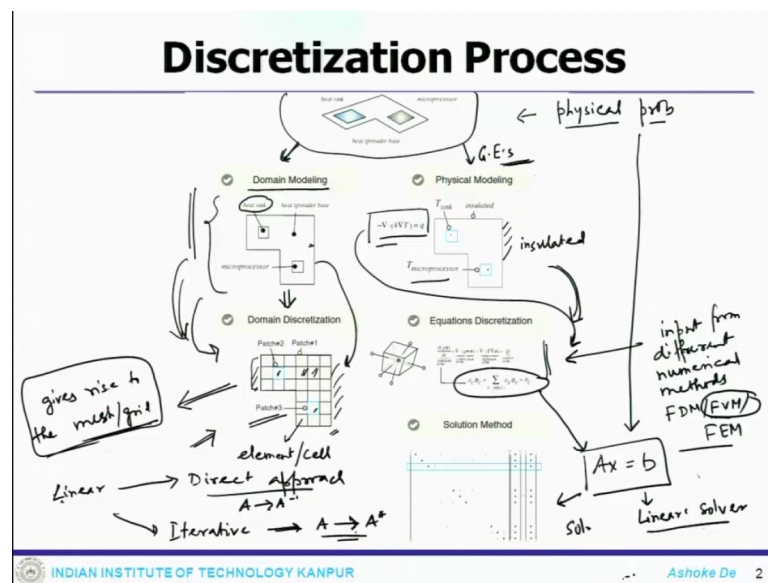 Discretization Process
heat sink
microprocessor
heat spreader base
← physical prob
G.E's
Domain Modeling
Physical Modeling
heat sink
heat spreader base
microprocessor
T sink
insulated
-∇·(k∇T) = q
insulated
T microprocessor
Domain Discretization
Equations Discretization
Patch#2 Patch#1
Patch#3
element/cell
gives rise to
the mesh/grid
input from
different
numerical
methods
FDM/FVM/
FEM
Solution Method
Ax = b
Linear → Direct approach
A → A⁻¹
Iterative → A → A*
Sol.
Linear solver
INDIAN INSTITUTE OF TECHNOLOGY KANPUR
Ashoke De 2